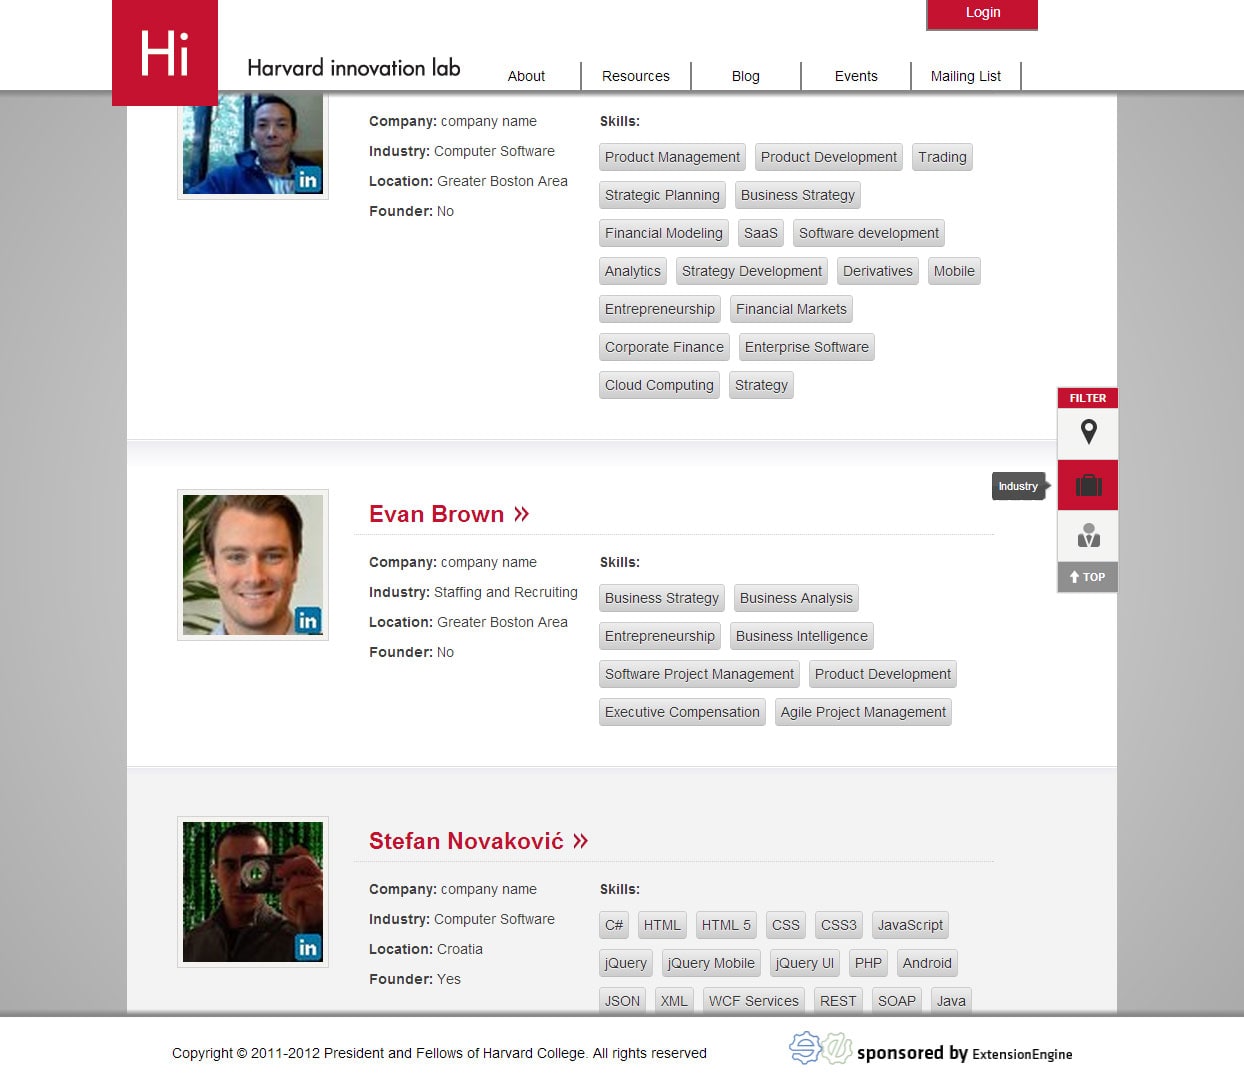 Login
Hi
Harvard innovation lab
About Resources Blog Events Mailing List
Company: company name
Industry: Computer Software
Location: Greater Boston Area
Founder: No
in
Skills:
Product Management Product Development Trading
Strategic Planning Business Strategy
Financial Modeling SaaS Software development
Analytics Strategy Development Derivatives Mobile
Entrepreneurship Financial Markets
Corporate Finance Enterprise Software
Cloud Computing Strategy
FILTER
Industry
TOP
Evan Brown »
Company: company name
Industry: Staffing and Recruiting
Location: Greater Boston Area
Founder: No
in
Skills:
Business Strategy Business Analysis
Entrepreneurship Business Intelligence
Software Project Management Product Development
Executive Compensation Agile Project Management
Stefan Novaković »
Company: company name
Industry: Computer Software
Location: Croatia
Founder: Yes
in
Skills:
C# HTML HTML 5 CSS CSS3 JavaScript
jQuery jQuery Mobile jQuery UI PHP Android
JSON XML WCF Services REST SOAP Java
Copyright © 2011-2012 President and Fellows of Harvard College. All rights reserved
sponsored by ExtensionEngine